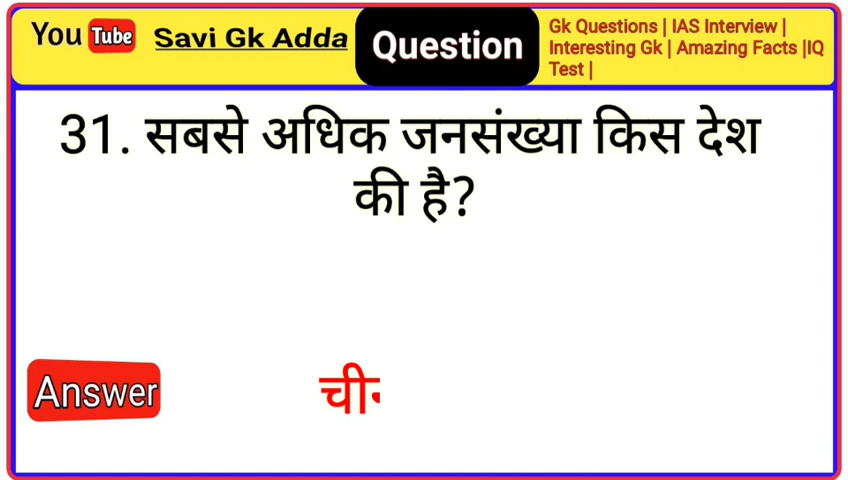 You Tube Savi Gk Adda Question
Gk Questions | IAS Interview |
Interesting Gk | Amazing Facts |IQ
Test |
31. सबसे अधिक जनसंख्या किस देश
की है?
Answer